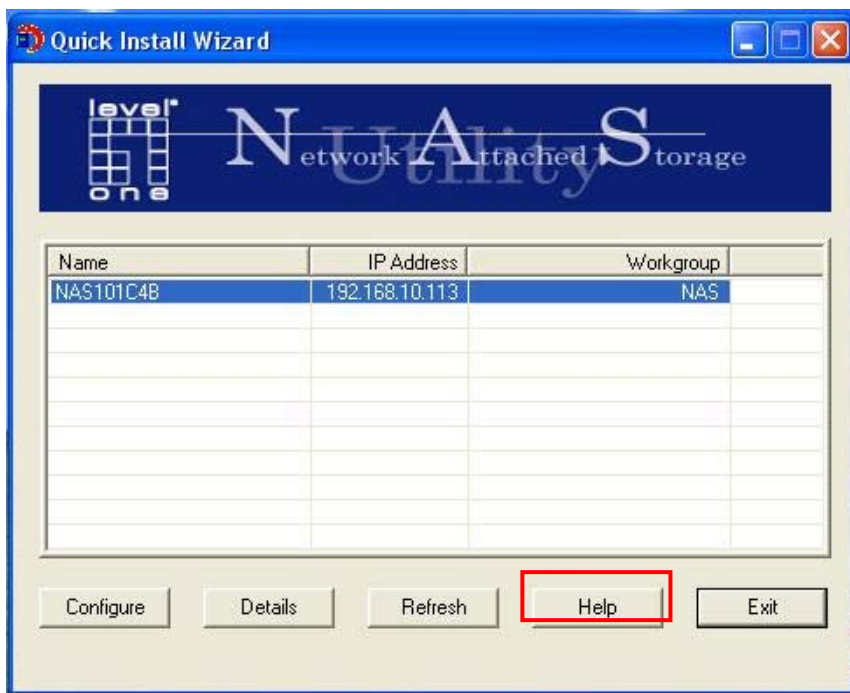 Quick Install Wizard
level one
Network Attached Storage
Utility
Name IP Address Workgroup
NAS101C4B 192.168.10.113 NAS
Configure Details Refresh Help Exit